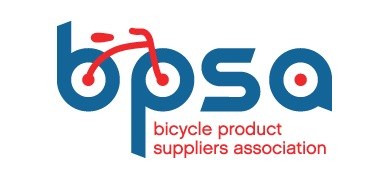 bpsa
bicycle product
suppliers association